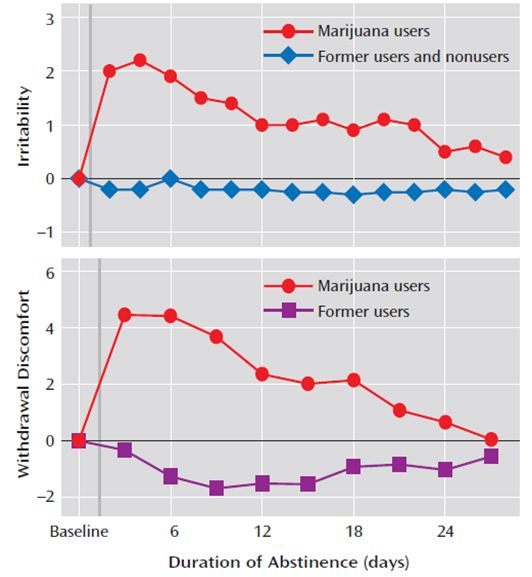 3
Marijuana users
Former users and nonusers
2
1
0
−1
Irritability
6
Marijuana users
Former users
4
2
0
−2
Withdrawal Discomfort
Baseline 6 12 18 24
Duration of Abstinence (days)